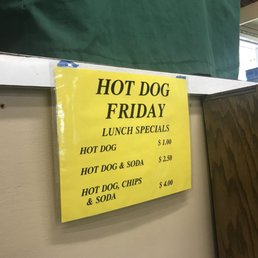 HOT DOG
FRIDAY
LUNCH SPECIALS
HOT DOG $ 1.00
HOT DOG & SODA $ 2.50
HOT DOG, CHIPS
& SODA $ 4.00